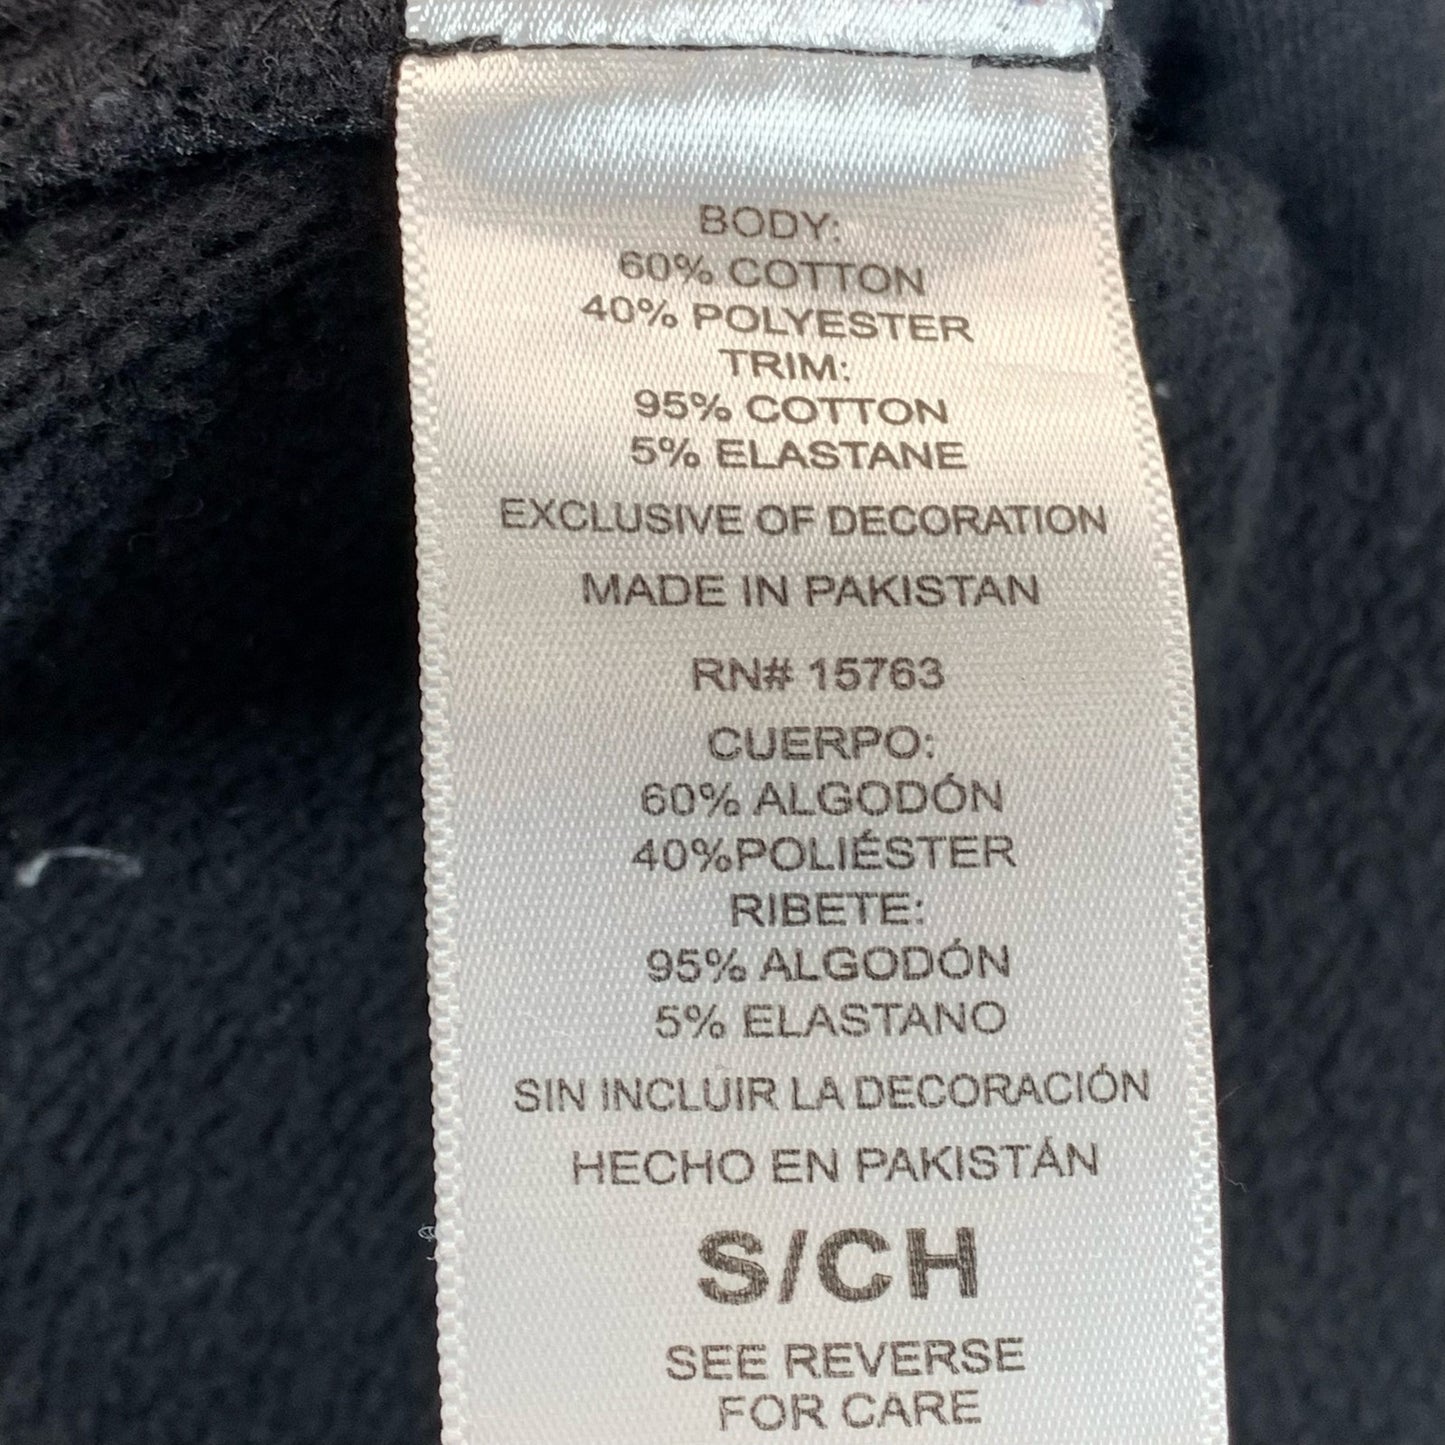 BODY:
60% COTTON
40% POLYESTER
TRIM:
95% COTTON
5% ELASTANE
EXCLUSIVE OF DECORATION
MADE IN PAKISTAN
RN# 15763
CUERPO:
60% ALGODÓN
40%POLIÉSTER
RIBETE:
95% ALGODÓN
5% ELASTANO
SIN INCLUIR LA DECORACIÓN
HECHO EN PAKISTÁN
S/CH
SEE REVERSE
FOR CARE